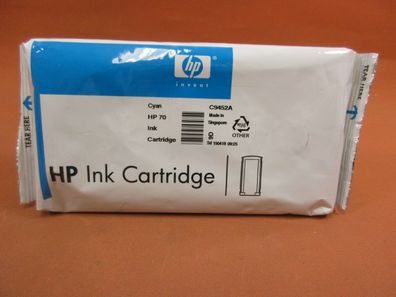 hp
invent
Cyan
HP 70
Ink
Cartridge
C9452A
Made in
Singapore
OTHER
HP Ink Cartridge
TEAR HERE
TEAR HERE